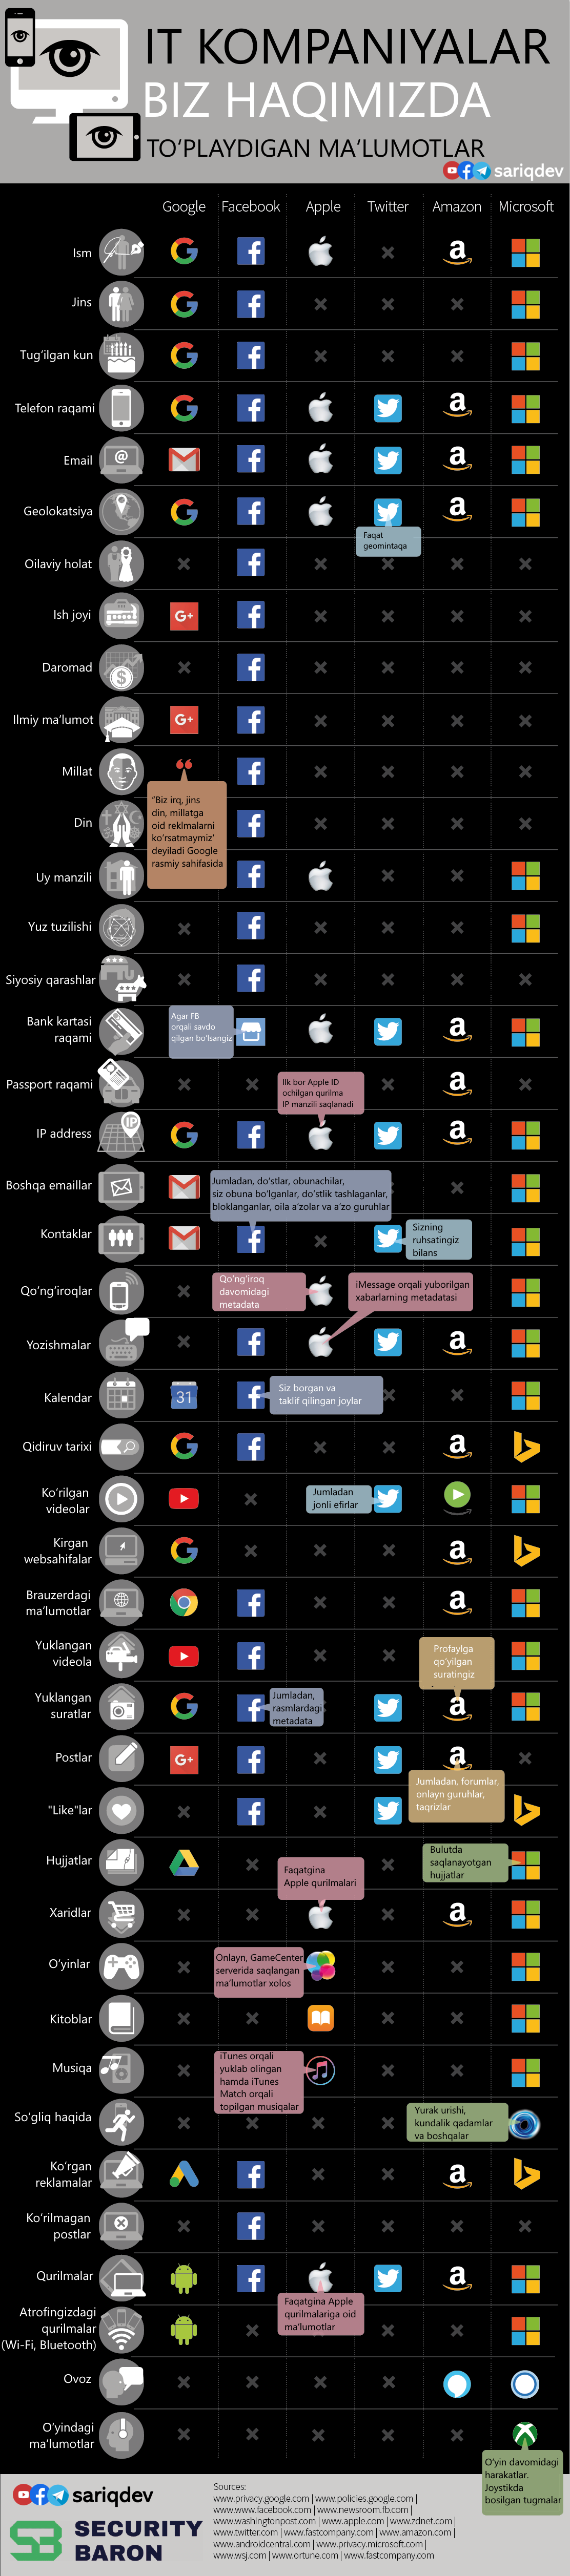 IT KOMPANIYALAR
BIZ HAQIMIZDA
TO'PLAYDIGAN MA'LUMOTLAR
sariqdev
Google Facebook Apple Twitter Amazon Microsoft
Ism
Jins
Tug'ilgan kun
Telefon raqami
Email
Geolokatsiya
Faqat
geomintaqa
Oilaviy holat
Ish joyi
G+
Daromad
Ilmiy ma'lumot
G+
Millat
"Biz irq, jins
din, millatga
oid reklmalarni
ko'rsatmaymiz'
deyiladi Google
rasmiy sahifasida
Din
Uy manzili
Yuz tuzilishi
Siyosiy qarashlar
Bank kartasi
raqami
Agar FB
orqali savdo
qilgan bo'lsangiz
Passport raqami
Ilk bor Apple ID
ochilgan qurilma
IP manzili saqlanadi
IP address
IP
Boshqa emaillar
Jumladan, do'stlar, obunachilar,
siz obuna bo'lganlar, do'stlik tashlaganlar,
bloklanganlar, oila a'zolar va a'zo guruhlar
Kontaklar
Sizning
ruhsatingiz
bilans
Qo'ng'iroqlar
Qo'ng'iroq
davomidagi
metadata
iMessage orqali yuborilgan
xabarlarning metadatasi
Yozishmalar
Kalendar
31
Siz borgan va
taklif qilingan joylar
Qidiruv tarixi
Ko'rilgan
videolar
Jumladan
jonli efirlar
Kirgan
websahifalar
Brauzerdagi
ma'lumotlar
Yuklangan
videola
Profaylga
qo'yilgan
suratingiz
Yuklangan
suratlar
Jumladan,
rasmlardagi
metadata
Postlar
G+
Jumladan, forumlar,
onlayn guruhlar,
taqrizlar
"Like"lar
Hujjatlar
Bulutda
saqlanayotgan
hujjatlar
Faqatgina
Apple qurilmalari
Xaridlar
O'yinlar
Onlayn, GameCenter
serverida saqlangan
ma'lumotlar xolos
Kitoblar
Musiqa
iTunes orqali
yuklab olingan
hamda iTunes
Match orqali
topilgan musiqalar
So'gliq haqida
Yurak urishi,
kundalik qadamlar
va boshqalar
Ko'rgan
reklamalar
Ko'rilmagan
postlar
Qurilmalar
Faqatgina Apple
qurilmalariga oid
ma'lumotlar
Atrofingizdagi
qurilmalar
(Wi-Fi, Bluetooth)
Ovoz
O'yindagi
ma'lumotlar
O'yin davomidagi
harakatlar.
Joystikda
bosilgan tugmalar
sariqdev
SECURITY
BARON
Sources:
www.privacy.google.com | www.policies.google.com |
www.www.facebook.com | www.newsroom.fb.com |
www.washingtonpost.com | www.apple.com | www.zdnet.com |
www.twitter.com | www.fastcompany.com | www.amazon.com |
www.androidcentral.com | www.privacy.microsoft.com |
www.wsj.com | www.ortune.com | www.fastcompany.com